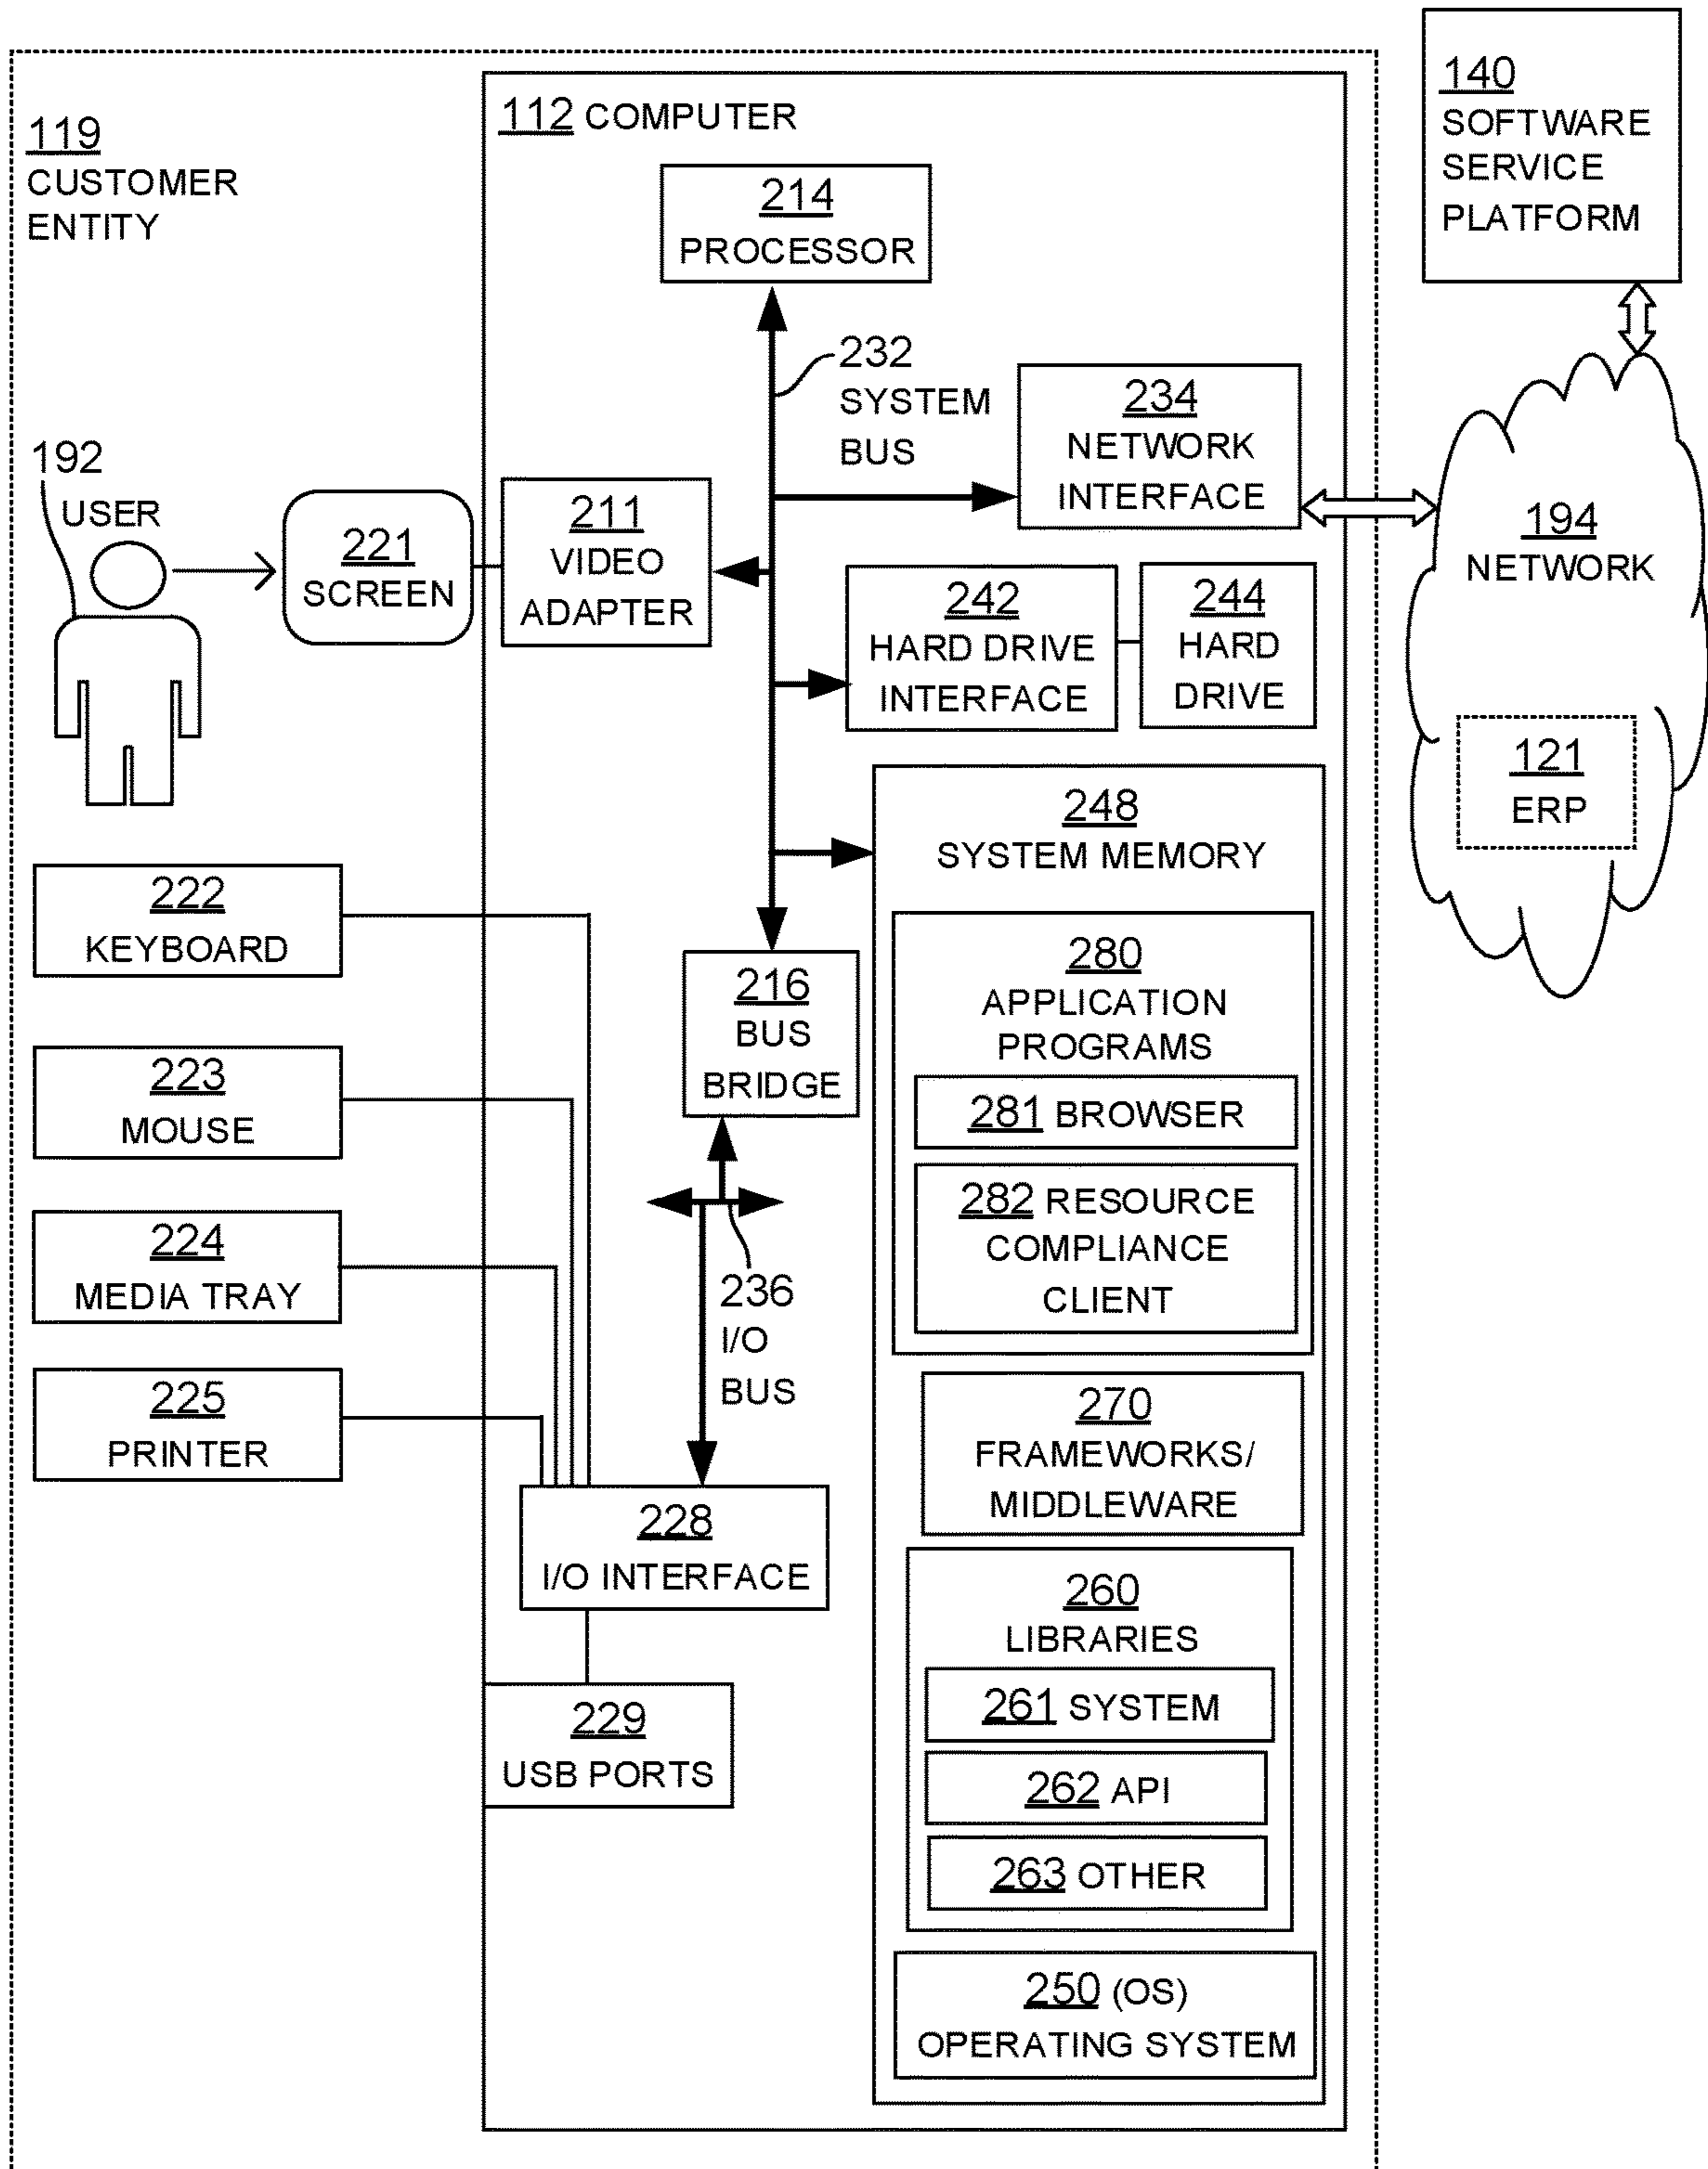 119
CUSTOMER
ENTITY
112 COMPUTER
140
SOFTWARE
SERVICE
PLATFORM
214
PROCESSOR
232
SYSTEM
BUS
234
NETWORK
INTERFACE
192
USER
221
SCREEN
211
VIDEO
ADAPTER
194
NETWORK
242
HARD DRIVE
INTERFACE
244
HARD
DRIVE
121
ERP
248
SYSTEM MEMORY
222
KEYBOARD
280
APPLICATION
PROGRAMS
216
BUS
BRIDGE
223
MOUSE
281 BROWSER
282 RESOURCE
COMPLIANCE
CLIENT
224
MEDIA TRAY
236
I/O
BUS
225
PRINTER
270
FRAMEWORKS/
MIDDLEWARE
228
I/O INTERFACE
260
LIBRARIES
261 SYSTEM
262 API
263 OTHER
229
USB PORTS
250 (OS)
OPERATING SYSTEM